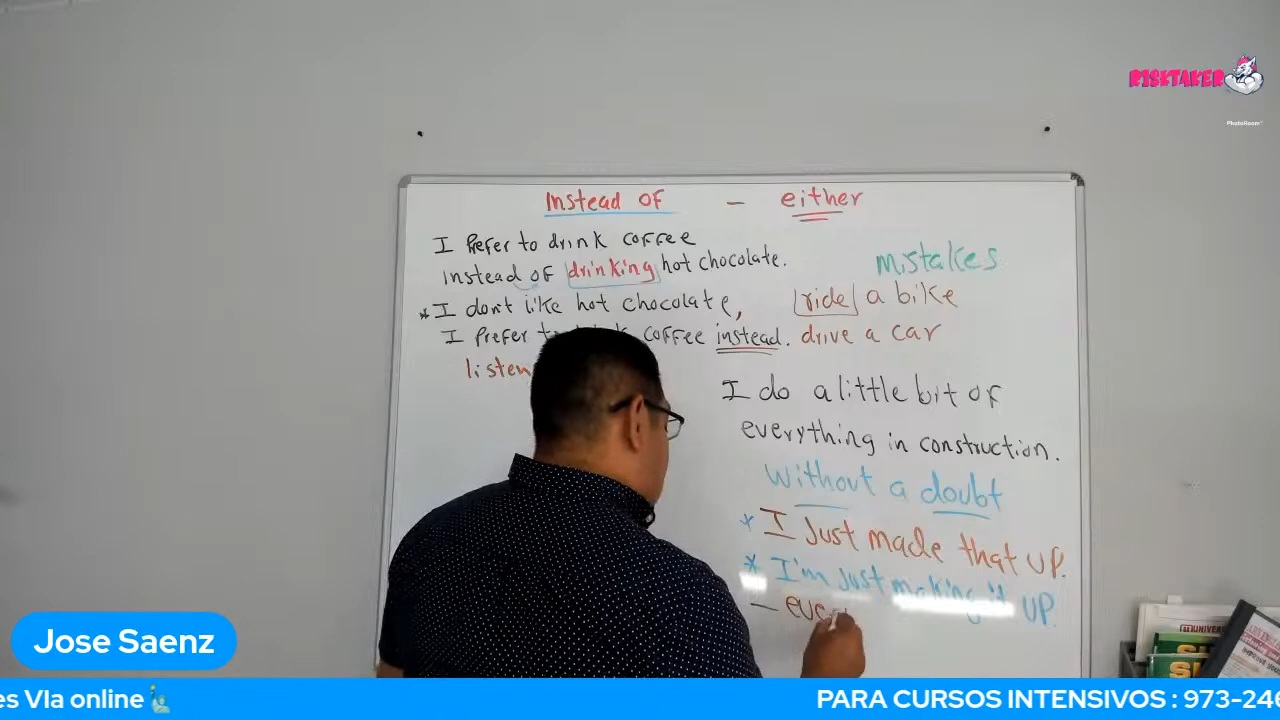 RISKTAKER
PhotoRoom
Instead of - either
I Prefer to drink coffee
instead of drinking hot chocolate.
* I don't like hot chocolate,
I Prefer to coffee instead.
listen
mistakes
ride a bike
drive a car
I do a little bit of
everything in construction.
Without a doubt
* I Just made that UP.
* I'm Just making it UP.
- eve
Jose Saenz
es VIa online
PARA CURSOS INTENSIVOS : 973-246